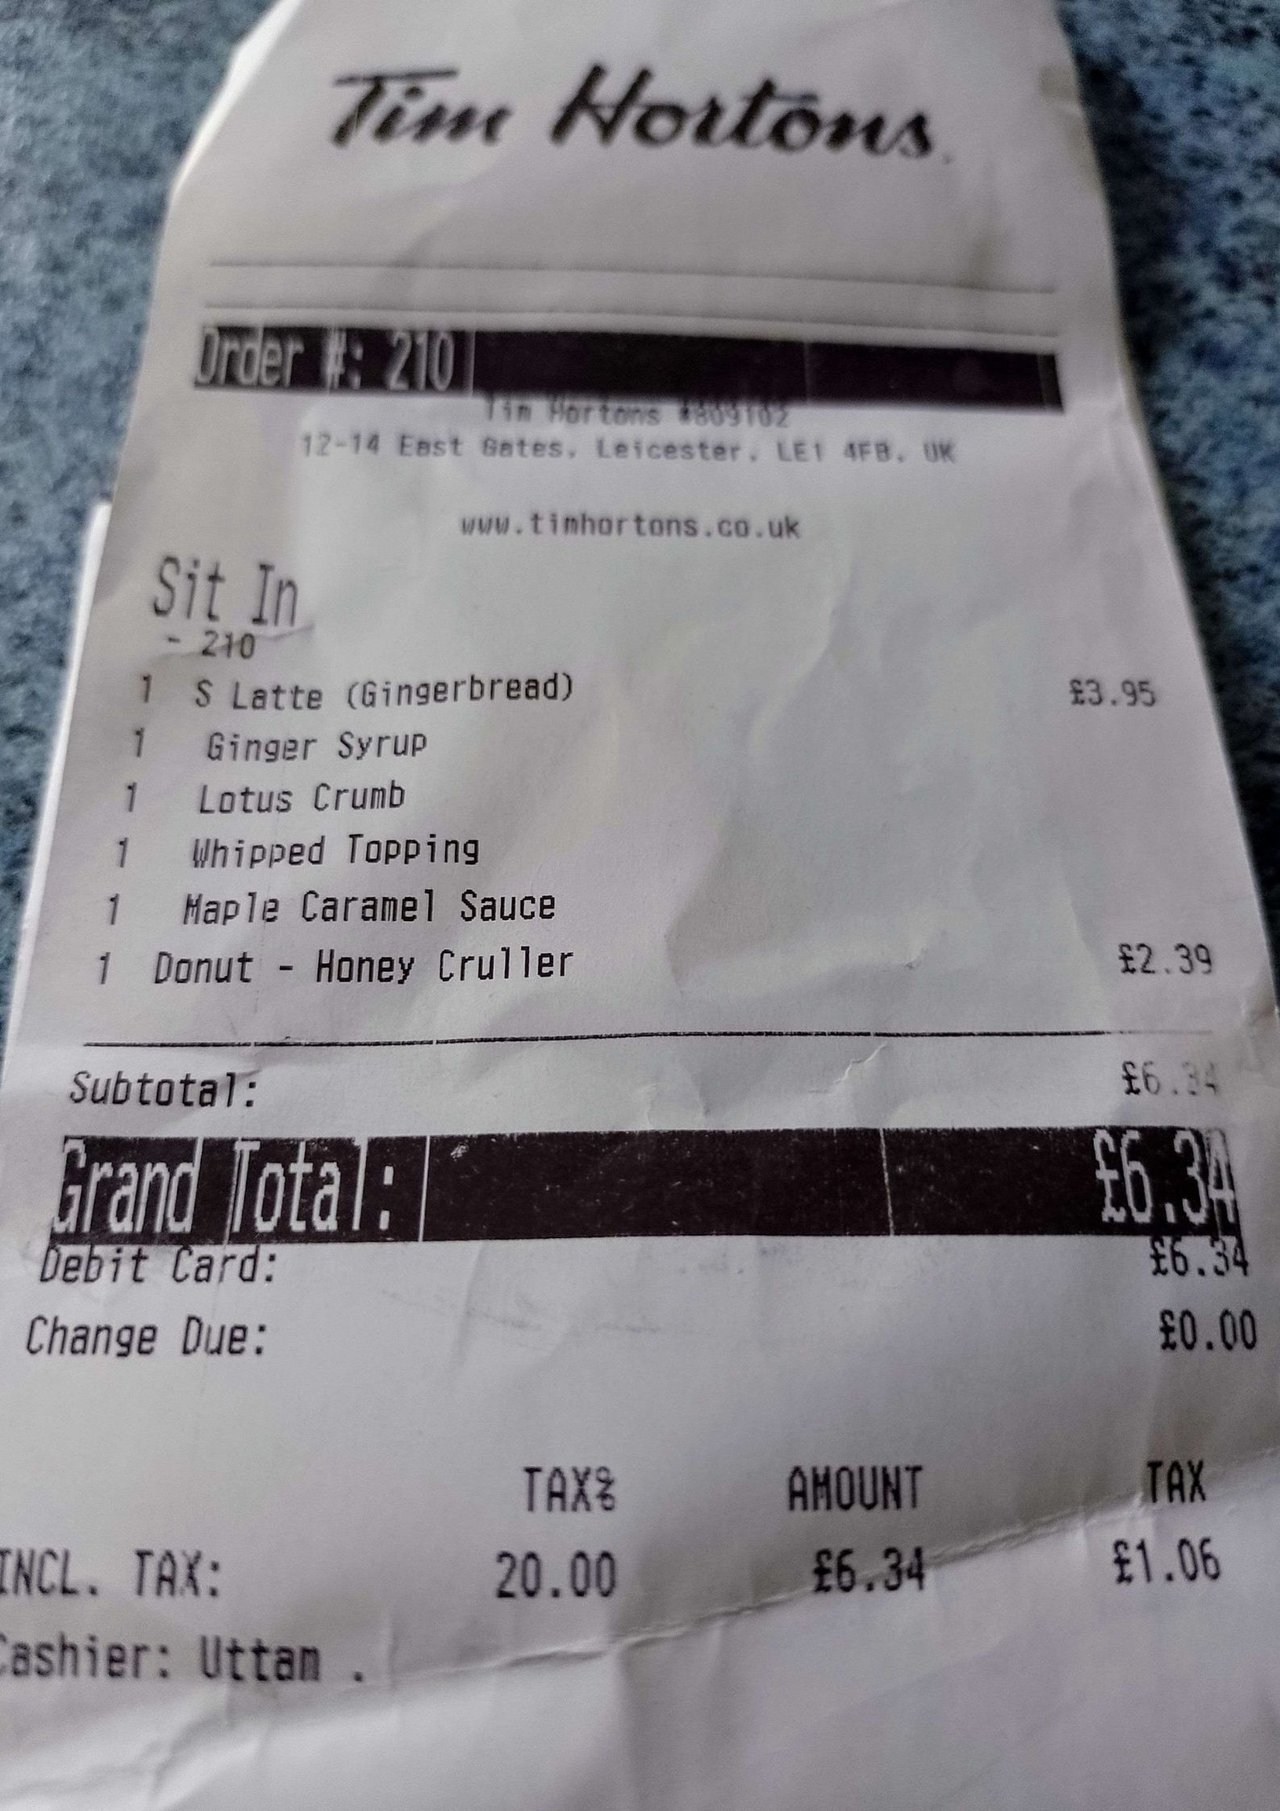 Tim Hortons
Order #: 210
Tim Hortons #809102
12-14 East Gates, Leicester, LE1 4FB, UK
www.timhortons.co.uk
Sit In
- 210
1 S Latte (Gingerbread) £3.95
1 Ginger Syrup
1 Lotus Crumb
1 Whipped Topping
1 Maple Caramel Sauce
1 Donut - Honey Cruller £2.39
Subtotal: £6.34
Grand Total: £6.34
Debit Card: £6.34
Change Due: £0.00
TAX% AMOUNT TAX
INCL. TAX: 20.00 £6.34 £1.06
Cashier: Uttam .